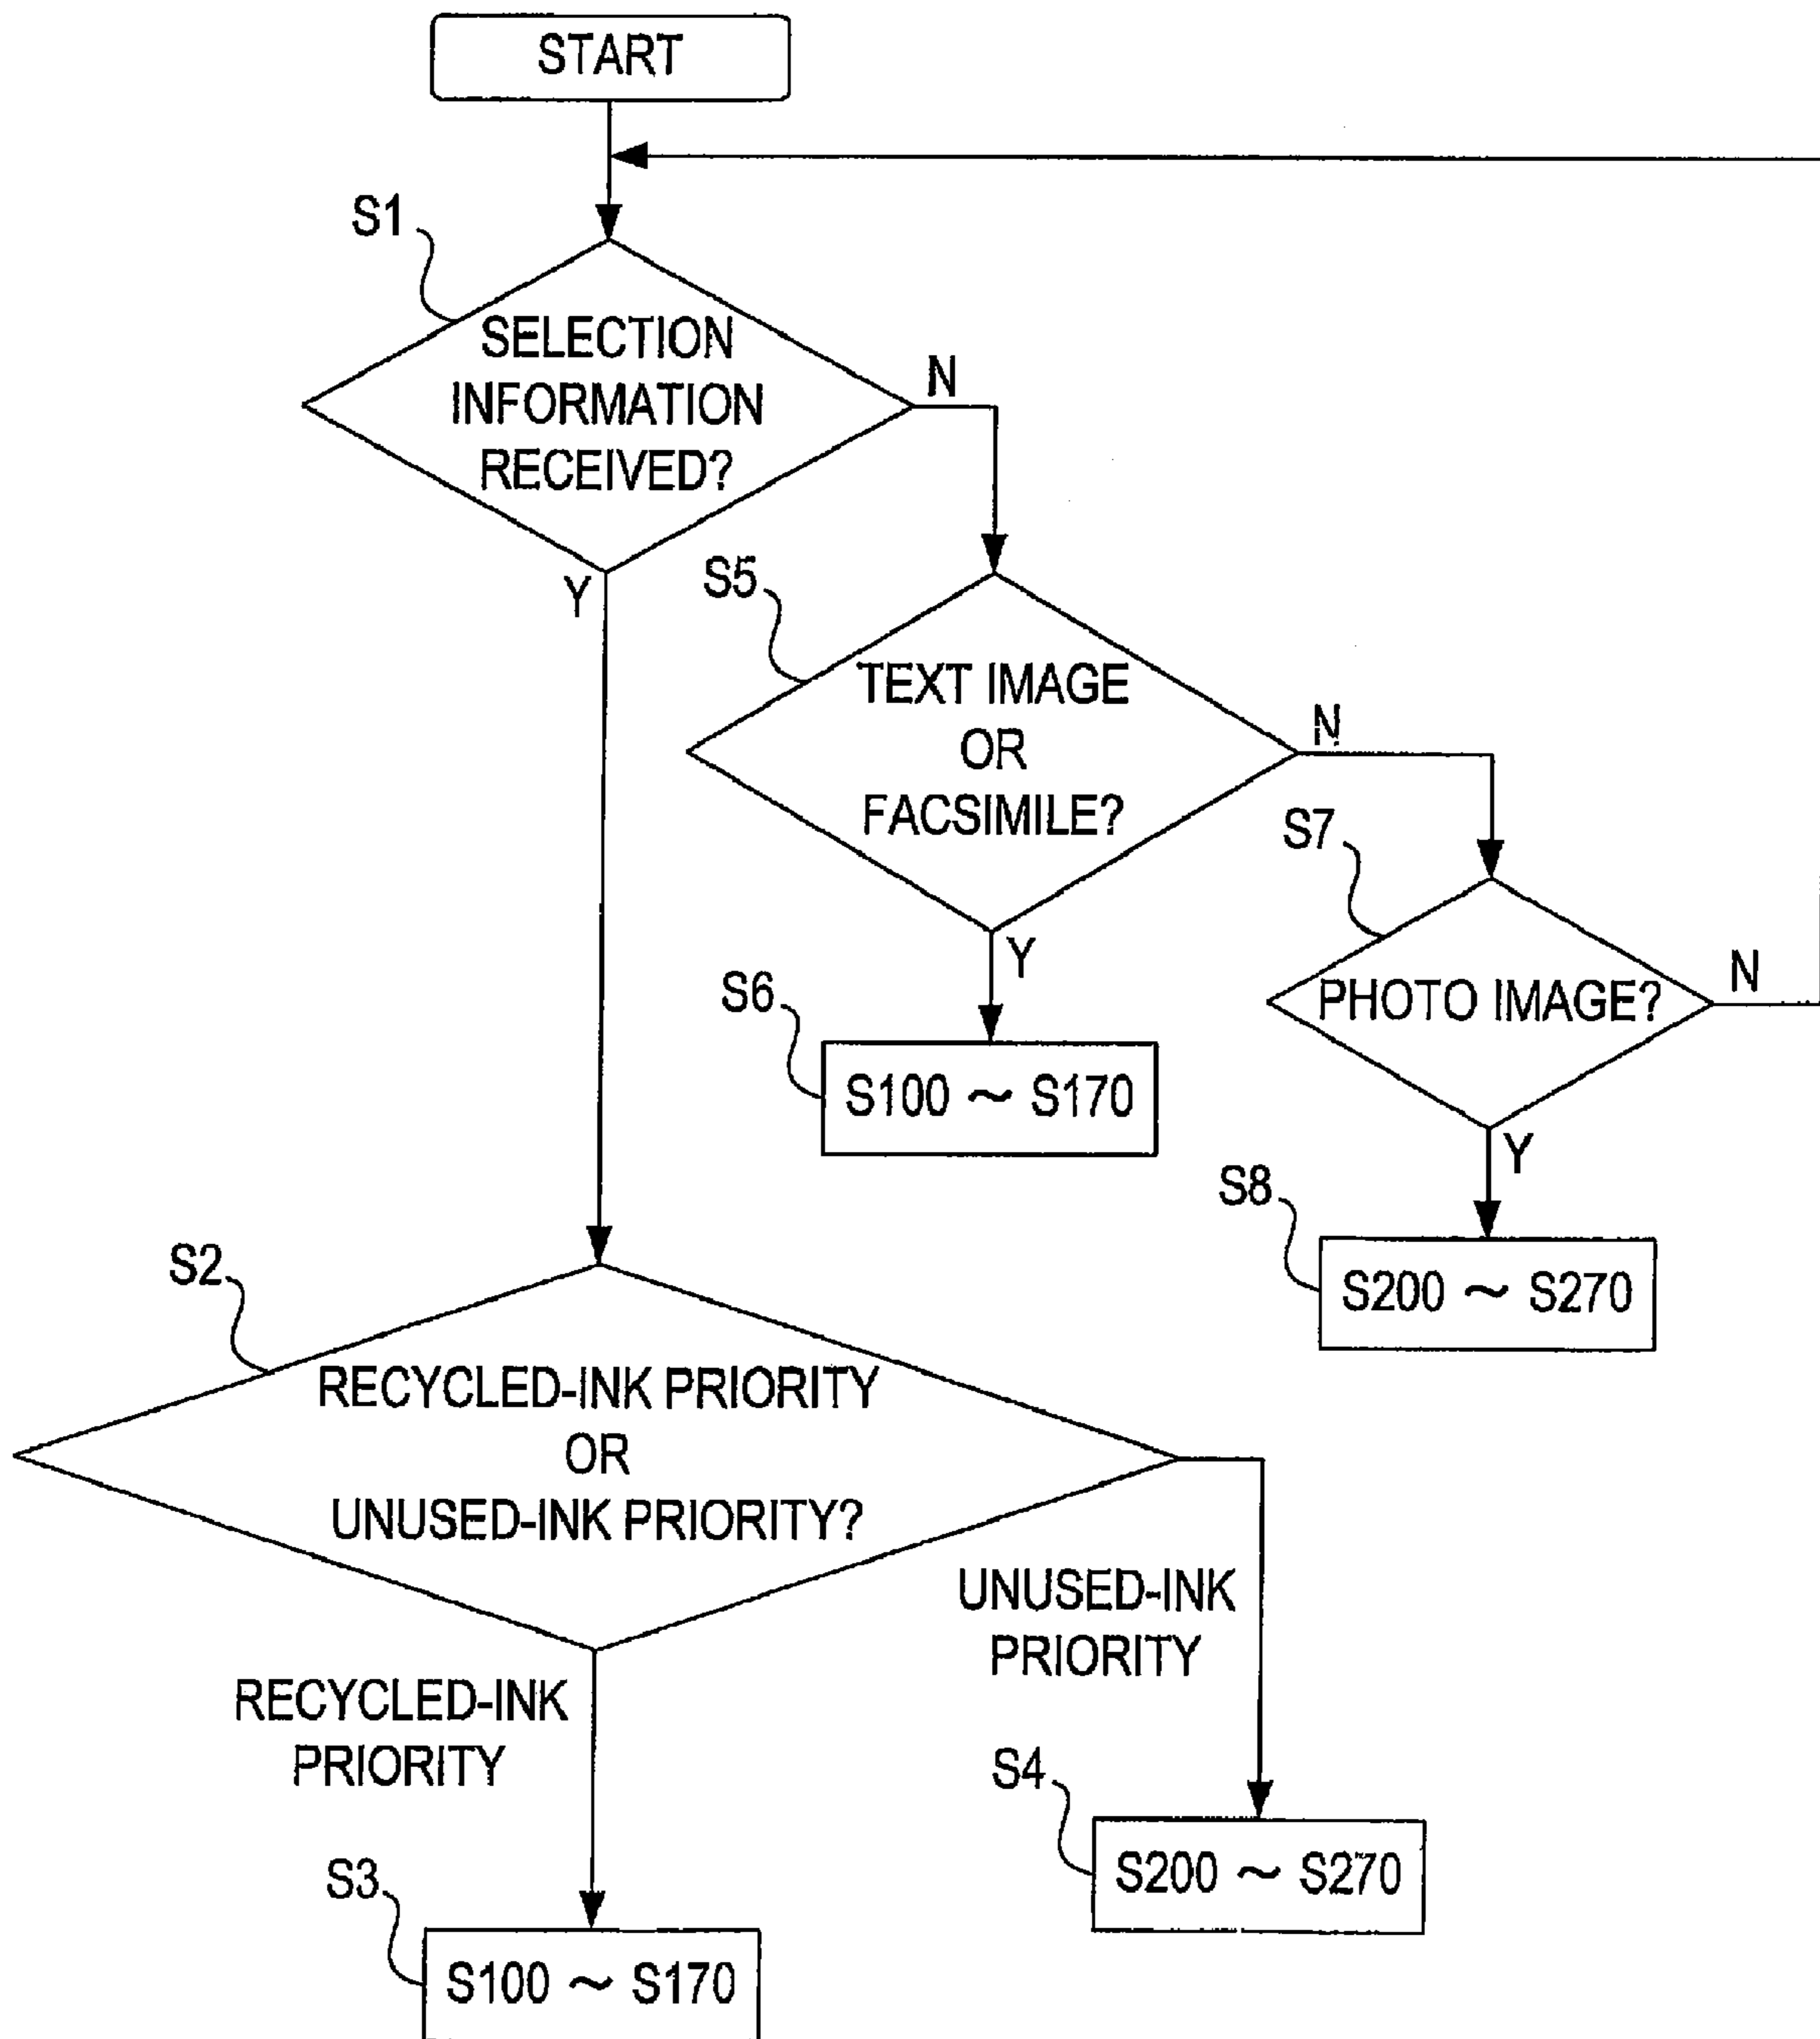 START
S1
SELECTION
INFORMATION
RECEIVED?
N
Y
S5
TEXT IMAGE
OR
FACSIMILE?
N
Y
S6
S100 ~ S170
S7
PHOTO IMAGE?
N
Y
S8
S200 ~ S270
S2
RECYCLED-INK PRIORITY
OR
UNUSED-INK PRIORITY?
UNUSED-INK
PRIORITY
RECYCLED-INK
PRIORITY
S4
S200 ~ S270
S3
S100 ~ S170